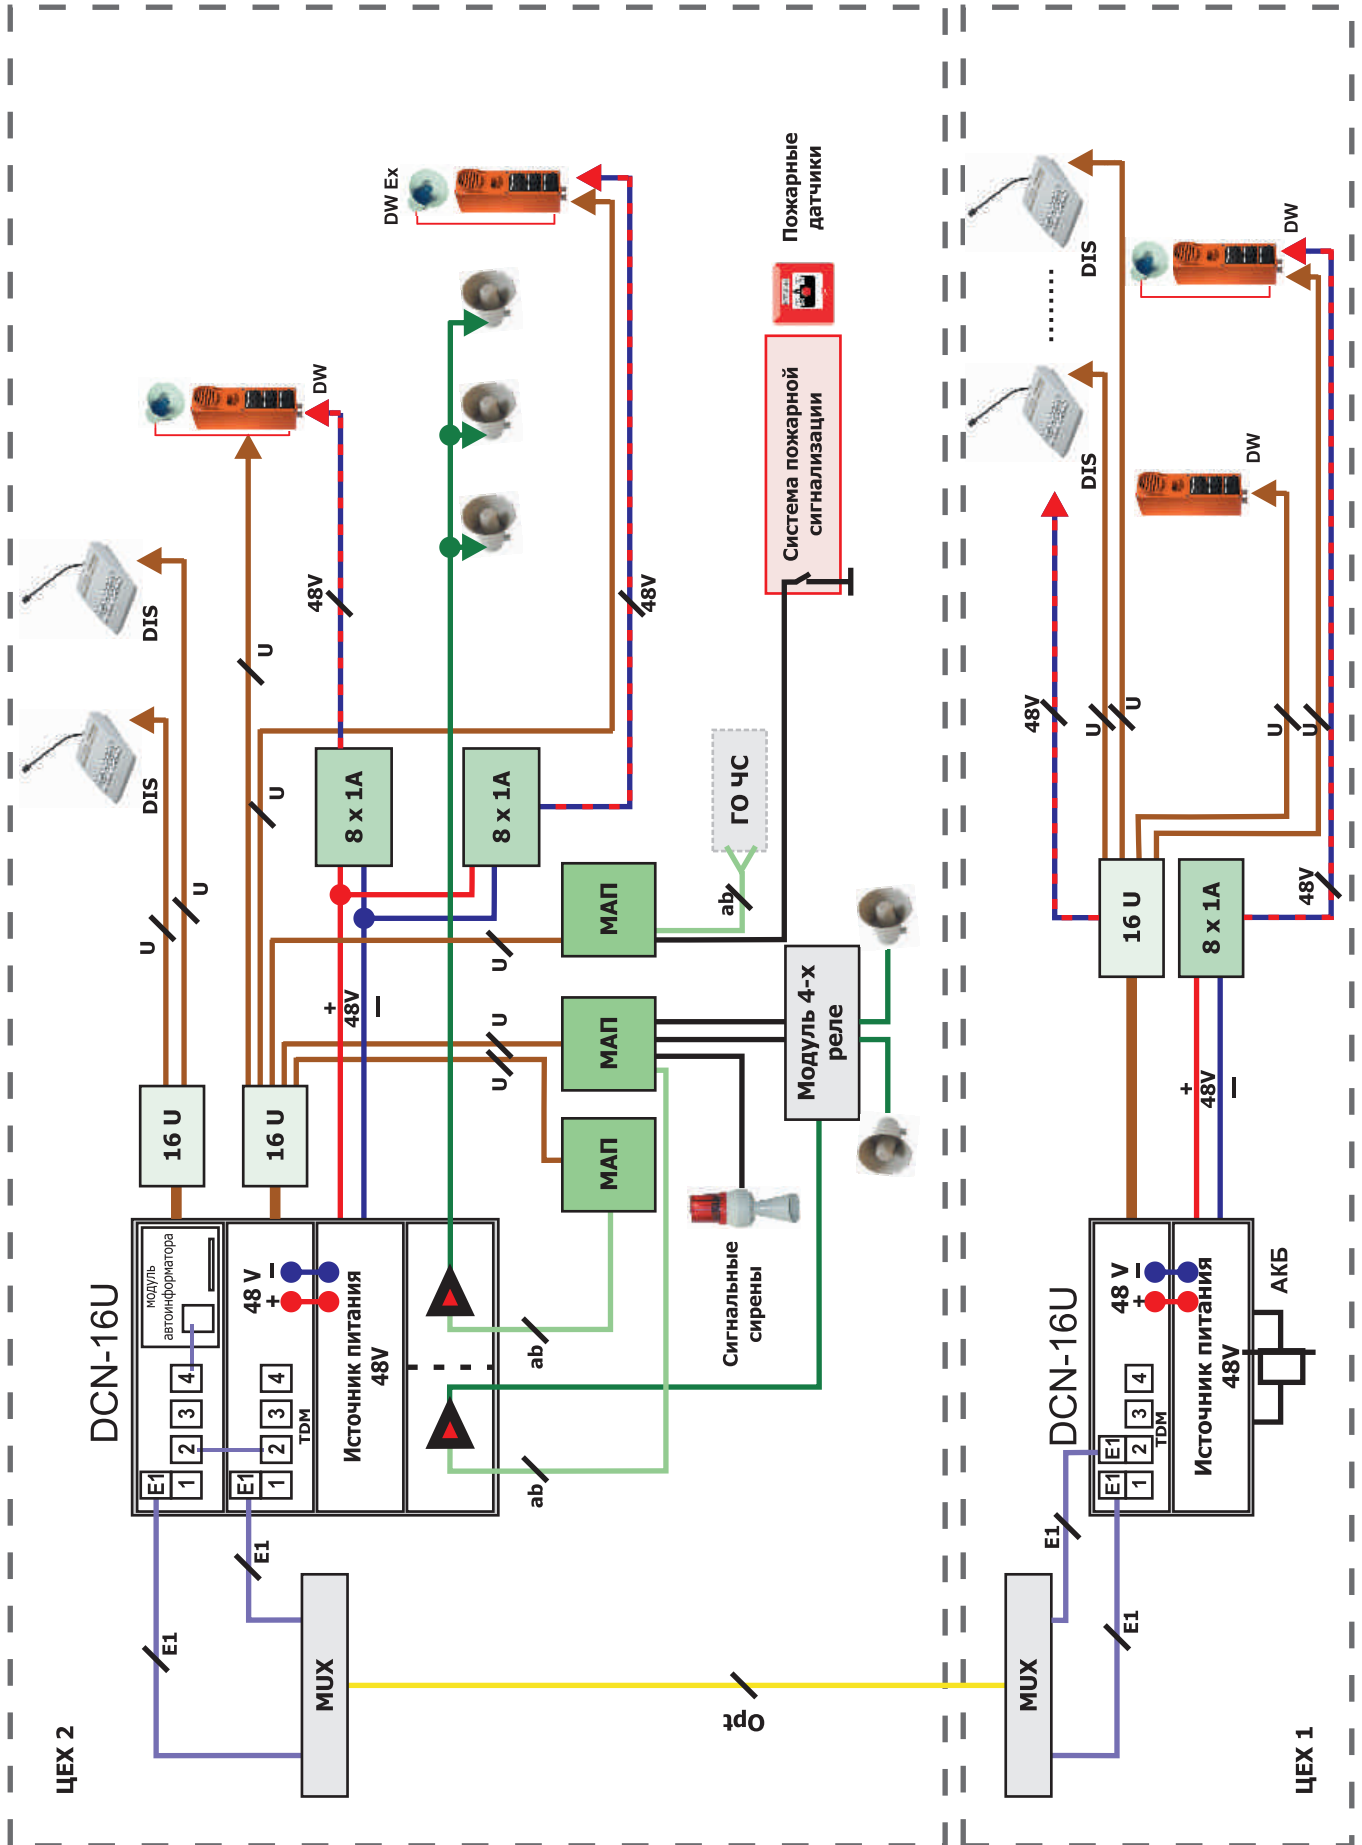 ЦЕХ 2
DCN-16U
модуль
автоинформатора
E1
1
2
3
4
E1
1
2
3
4
TDM
48 V
+
−
Источник питания
48V
E1
E1
MUX
Opt
16 U
16 U
U
U
DIS
DIS
U
U
DW
48V
8 x 1A
8 x 1A
48V
DW Ex
+
48V
−
U
U
U
МАП
МАП
МАП
ab
ab
ab
ГО ЧС
Модуль 4-х
реле
Сигнальные
сирены
Система пожарной
сигнализации
Пожарные
датчики
ЦЕХ 1
MUX
E1
E1
DCN-16U
E1
E1
1
2
3
4
TDM
48 V
+
−
Источник питания
48V
АКБ
+
48V
−
16 U
8 x 1A
48V
48V
U
U
U
U
DIS
DIS
DW
DW